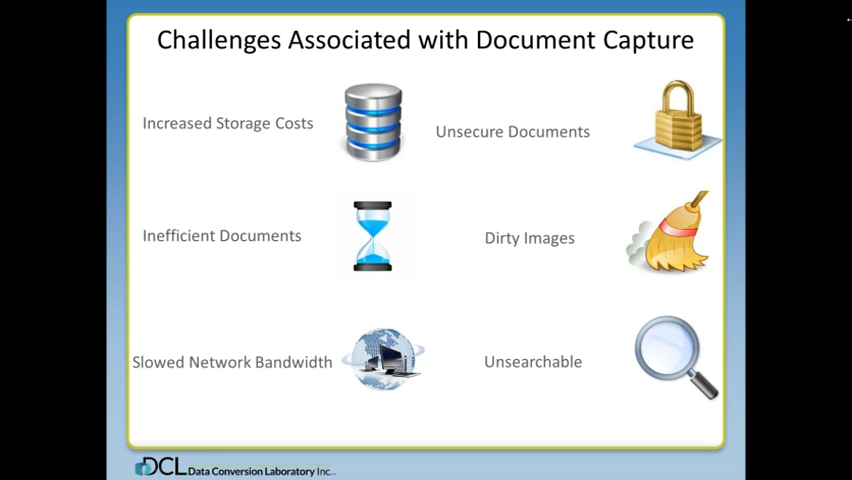 Challenges Associated with Document Capture
Increased Storage Costs
Unsecure Documents
Inefficient Documents
Dirty Images
Slowed Network Bandwidth
Unsearchable
DCL Data Conversion Laboratory Inc.